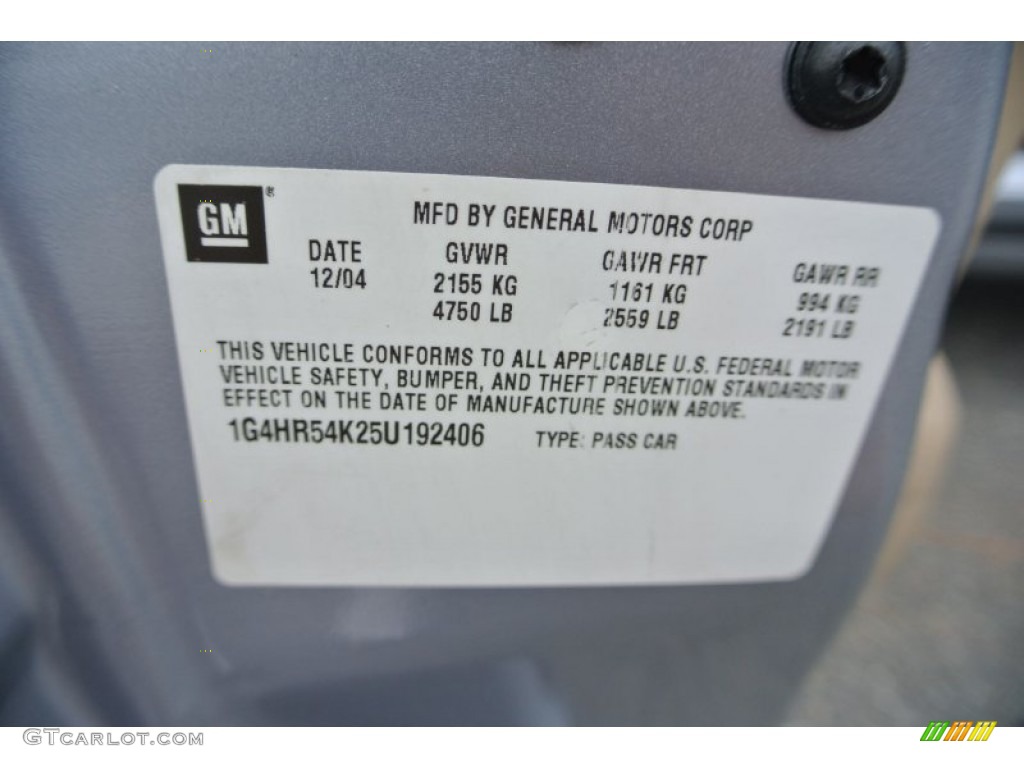 GM®
MFD BY GENERAL MOTORS CORP
DATE GVWR GAWR FRT GAWR RR
12/04 2155 KG 1161 KG 994 KG
4750 LB 2559 LB 2191 LB
THIS VEHICLE CONFORMS TO ALL APPLICABLE U.S. FEDERAL MOTOR
VEHICLE SAFETY, BUMPER, AND THEFT PREVENTION STANDARDS IN
EFFECT ON THE DATE OF MANUFACTURE SHOWN ABOVE.
1G4HR54K25U192406 TYPE: PASS CAR
GTCarLot.com